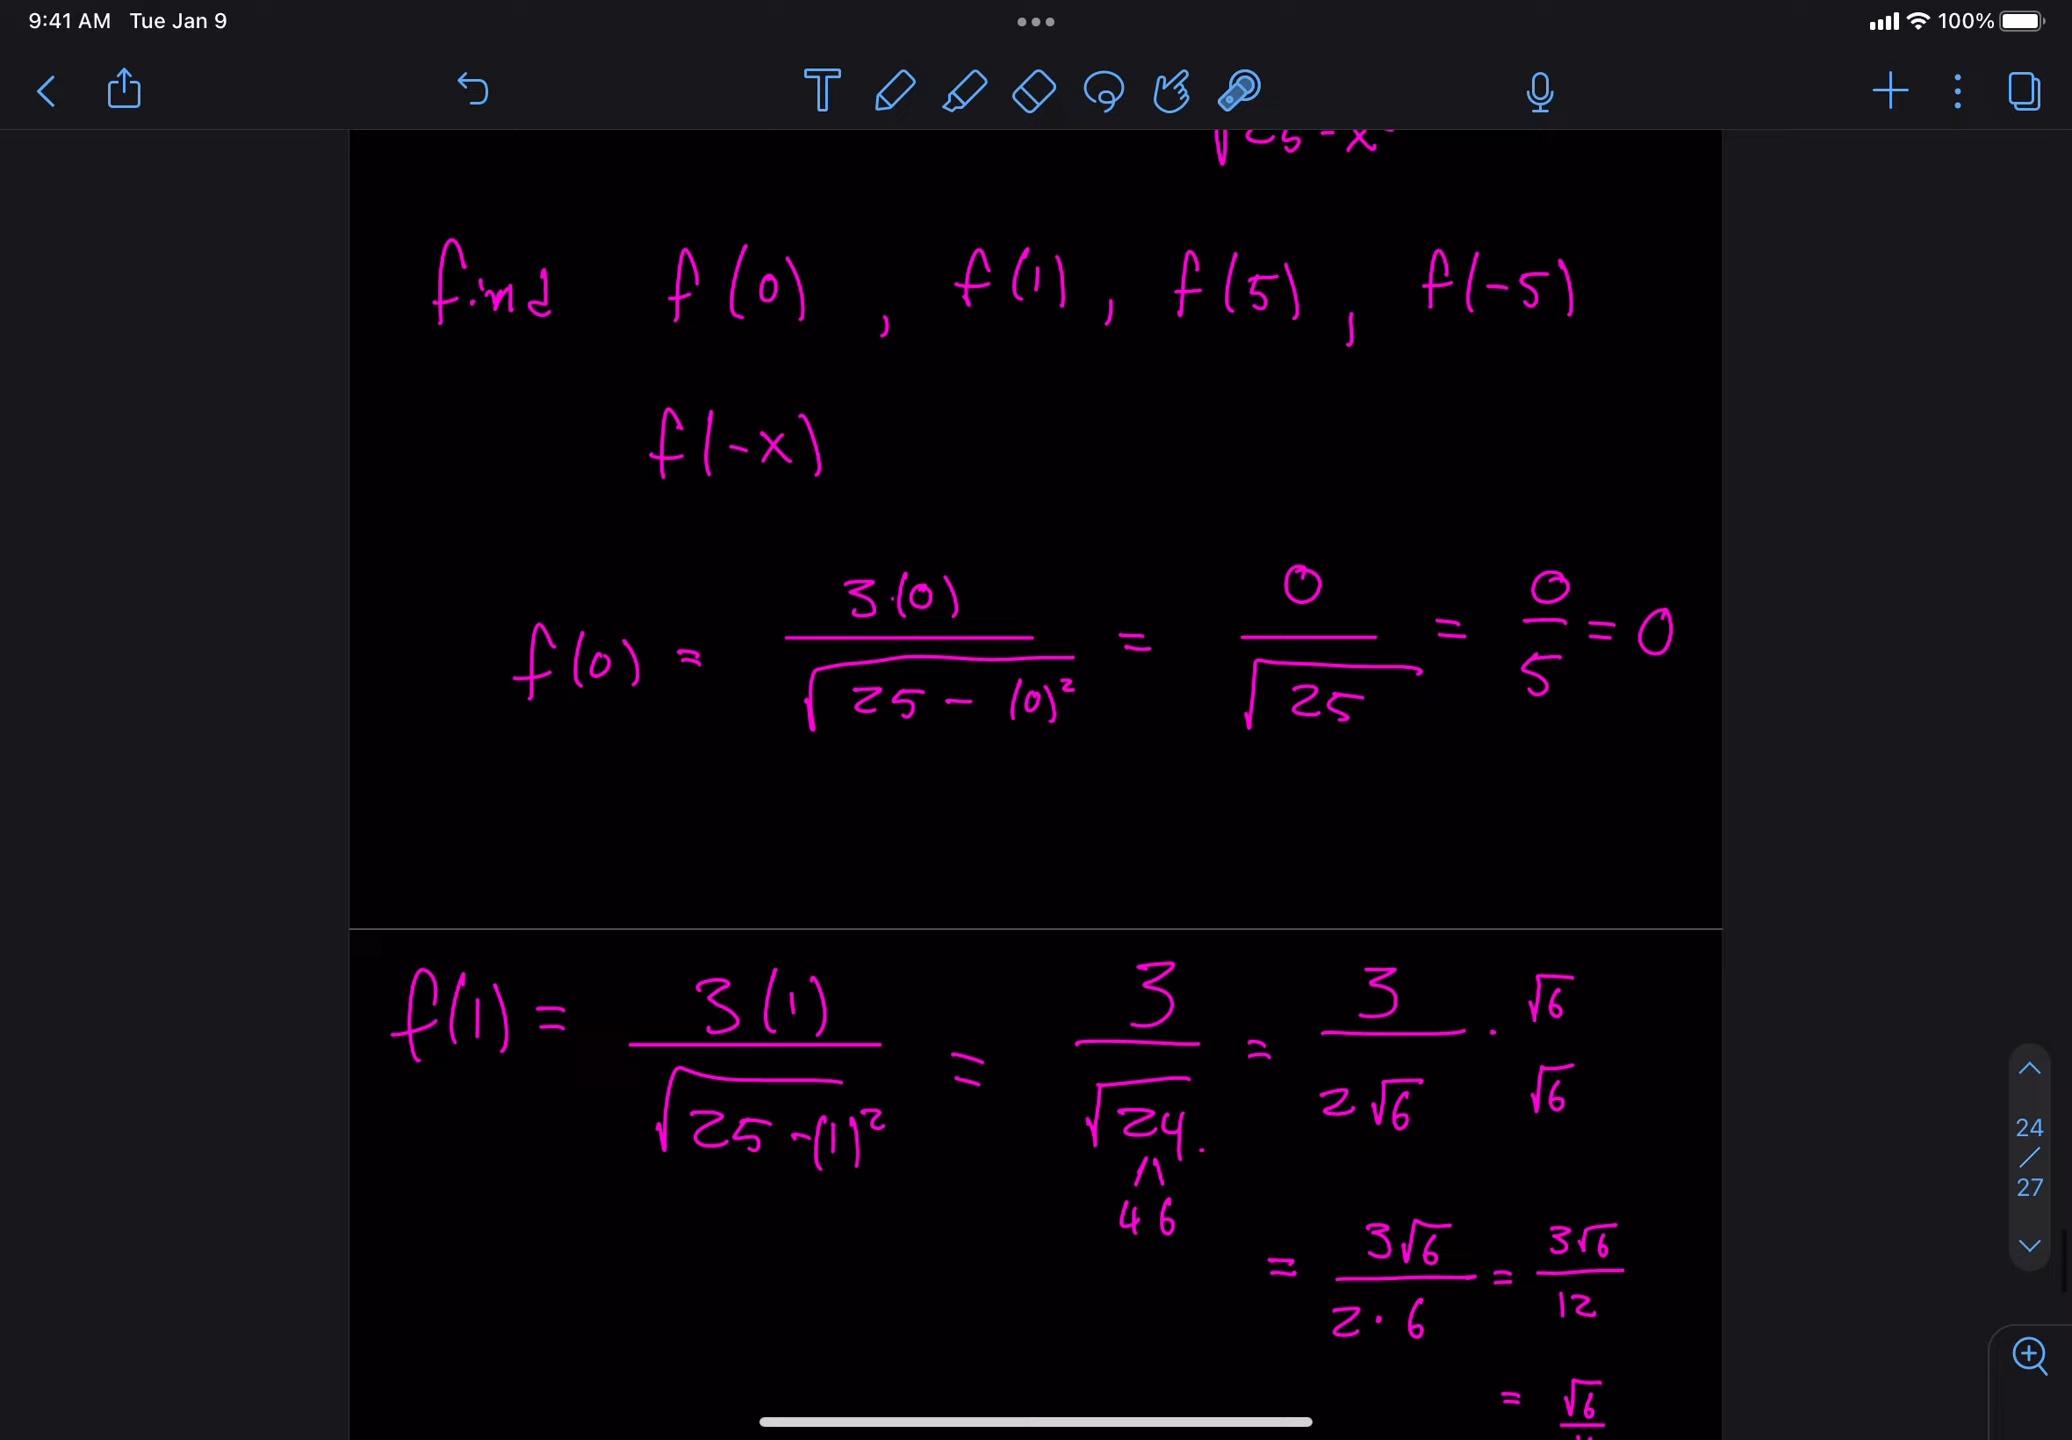 9:41 AM Tue Jan 9
100%
√25-x²
find f(0), f(1), f(5), f(-5)
f(-x)
f(0) = 3·(0) / √25 - (0)² = 0 / √25 = 0 / 5 = 0
f(1) = 3(1) / √25-(1)² = 3 / √24. = 3 / 2√6 · √6 / √6
4 6
= 3√6 / 2·6 = 3√6 / 12
= √6
24
/
27